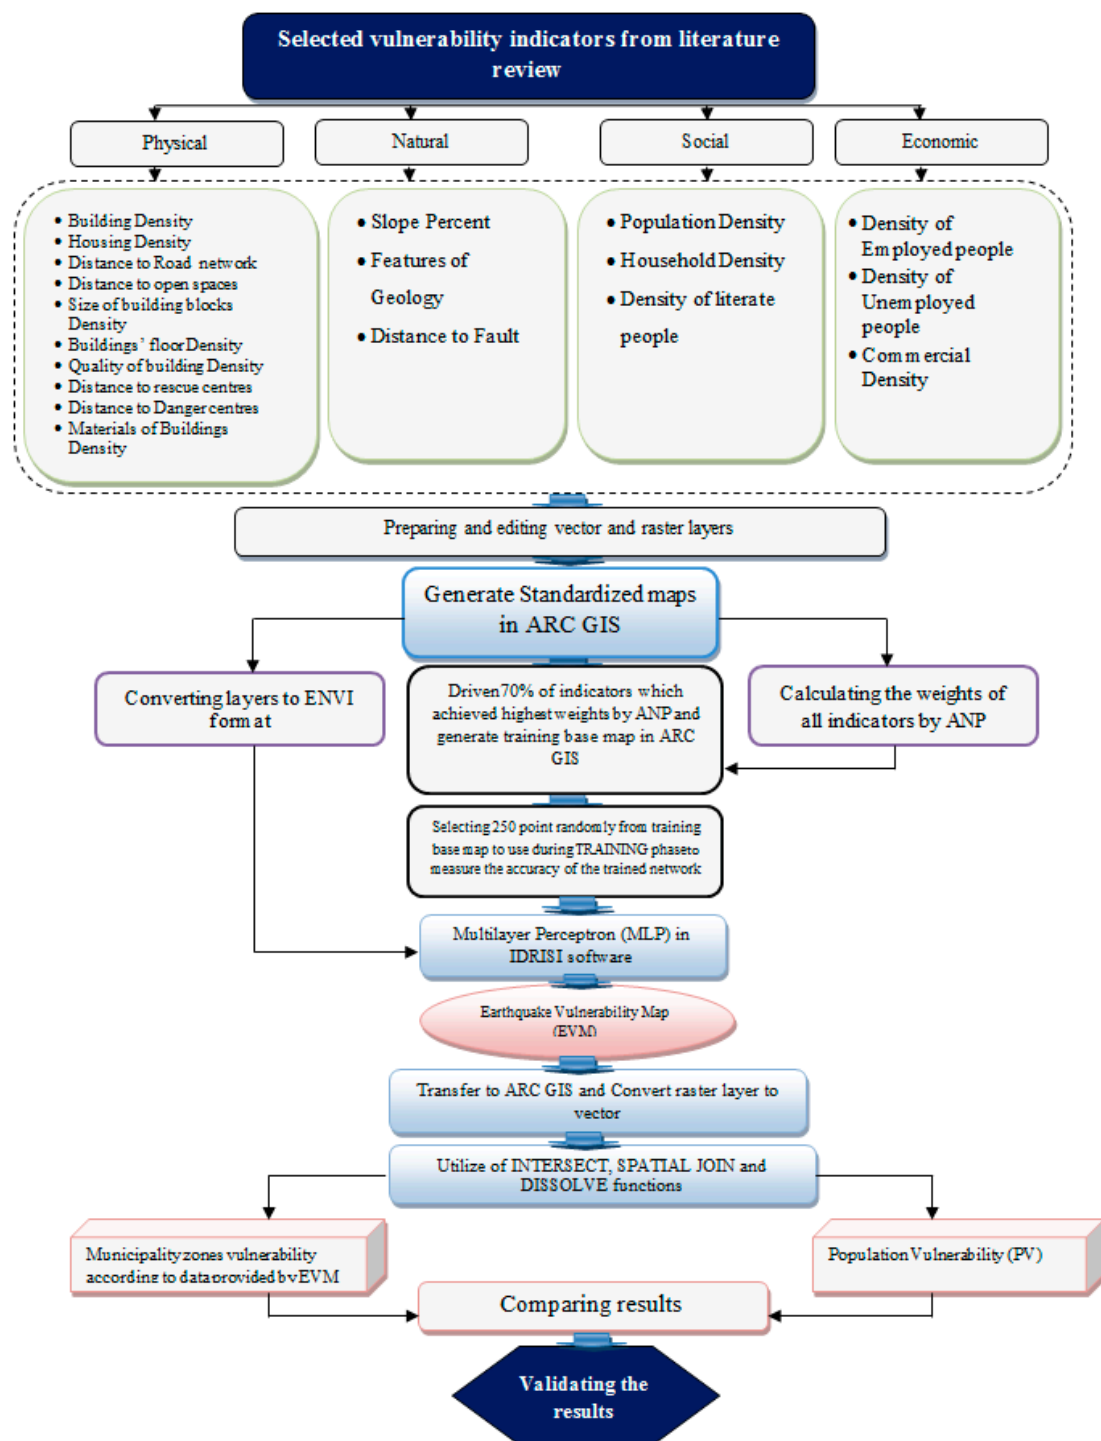 Selected vulnerability indicators from literature
review
Physical
Natural
Social
Economic
• Building Density
• Housing Density
• Distance to Road network
• Distance to open spaces
• Size of building blocks
Density
• Buildings' floor Density
• Quality of building Density
• Distance to rescue centres
• Distance to Danger centres
• Materials of Buildings
Density
• Slope Percent
• Features of
Geology
• Distance to Fault
• Population Density
• Household Density
• Density of literate
people
• Density of
Employed people
• Density of
Unemployed
people
• Commercial
Density
Preparing and editing vector and raster layers
Generate Standardized maps
in ARC GIS
Converting layers to ENVI
format
Driven 70% of indicators which
achieved highest weights by ANP and
generate training base map in ARC
GIS
Calculating the weights of
all indicators by ANP
Selecting 250 point randomly from training
base map to use during TRAINING phase to
measure the accuracy of the trained network
Multilayer Perceptron (MLP) in
IDRISI software
Earthquake Vulnerability Map
(EVM)
Transfer to ARC GIS and Convert raster layer to
vector
Utilize of INTERSECT, SPATIAL JOIN and
DISSOLVE functions
Municipality zones vulnerability
according to data provided by EVM
Population Vulnerability (PV)
Comparing results
Validating the
results